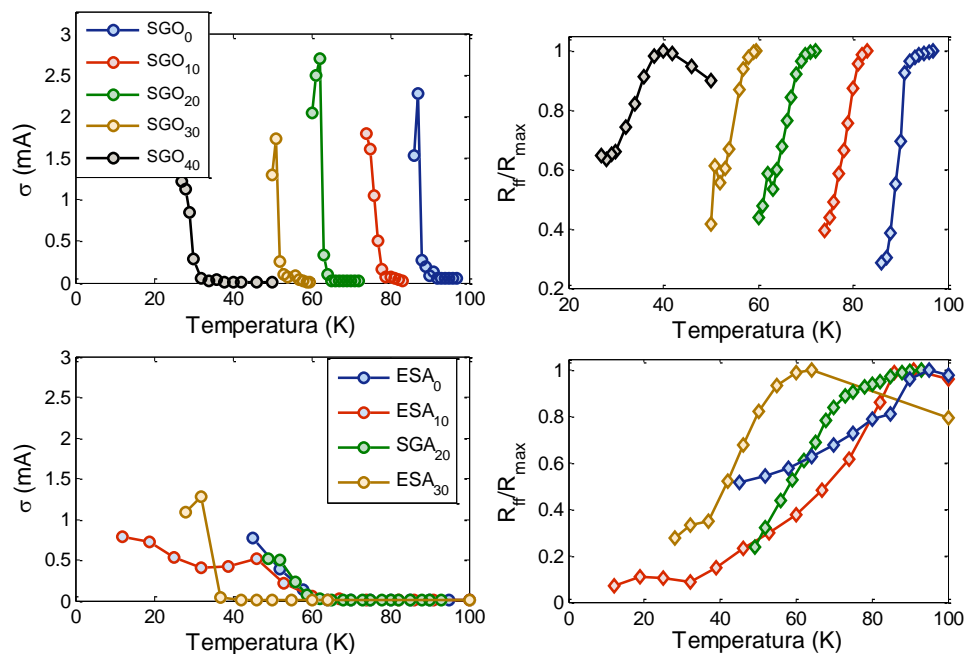 3
2.5
2
1.5
1
0.5
0
σ (mA)
SGO0
SGO10
SGO20
SGO30
SGO40
0 20 40 60 80 100
Temperatura (K)
1
0.8
0.6
0.4
0.2
Rff/Rmax
20 40 60 80 100
Temperatura (K)
3
2.5
2
1.5
1
0.5
0
σ (mA)
ESA0
ESA10
SGA20
ESA30
0 20 40 60 80 100
Temperatura (K)
1
0.8
0.6
0.4
0.2
0
Rff/Rmax
0 20 40 60 80 100
Temperatura (K)